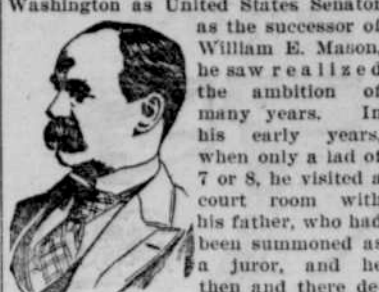 Washington as United States Senator
as the successor of
William E. Mason,
he saw realized
the ambition of
many years. In
his early years,
when only a lad of
7 or 8, he visited a
court room with
his father, who had
been summoned as
a juror, and he
then and there de-